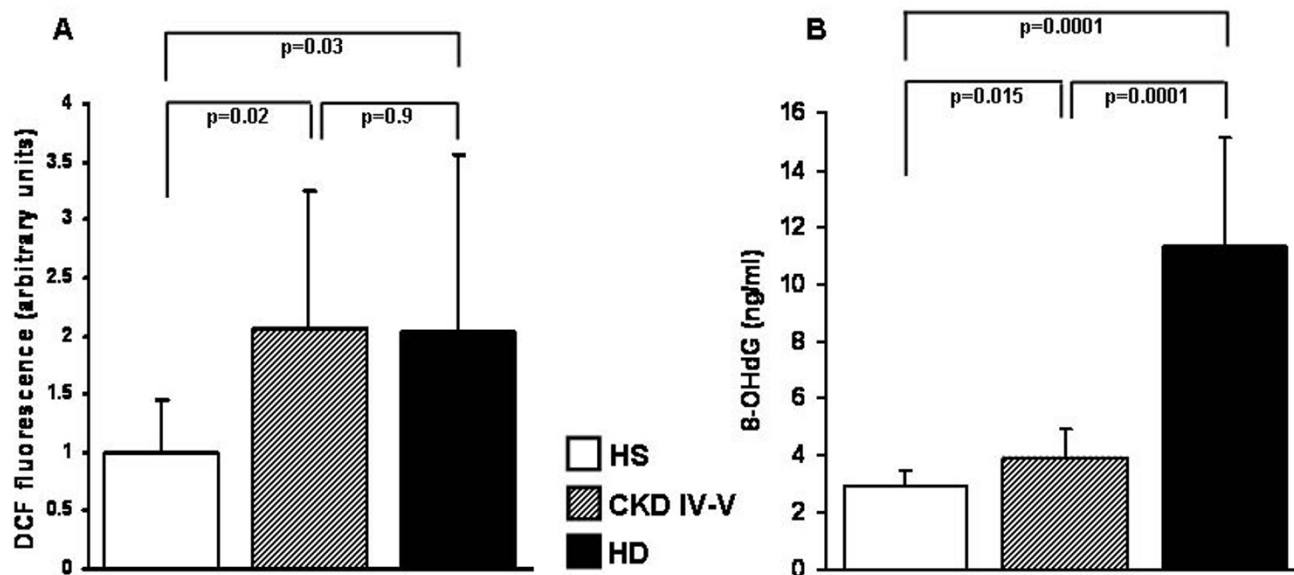 A
p=0.03
p=0.02
p=0.9
DCF fluorescence (arbitrary units)
4
3.5
3
2.5
2
1.5
1
0.5
0
HS
CKD IV-V
HD
B
p=0.0001
p=0.015
p=0.0001
8-OHdG (ng/ml)
16
14
12
10
8
6
4
2
0